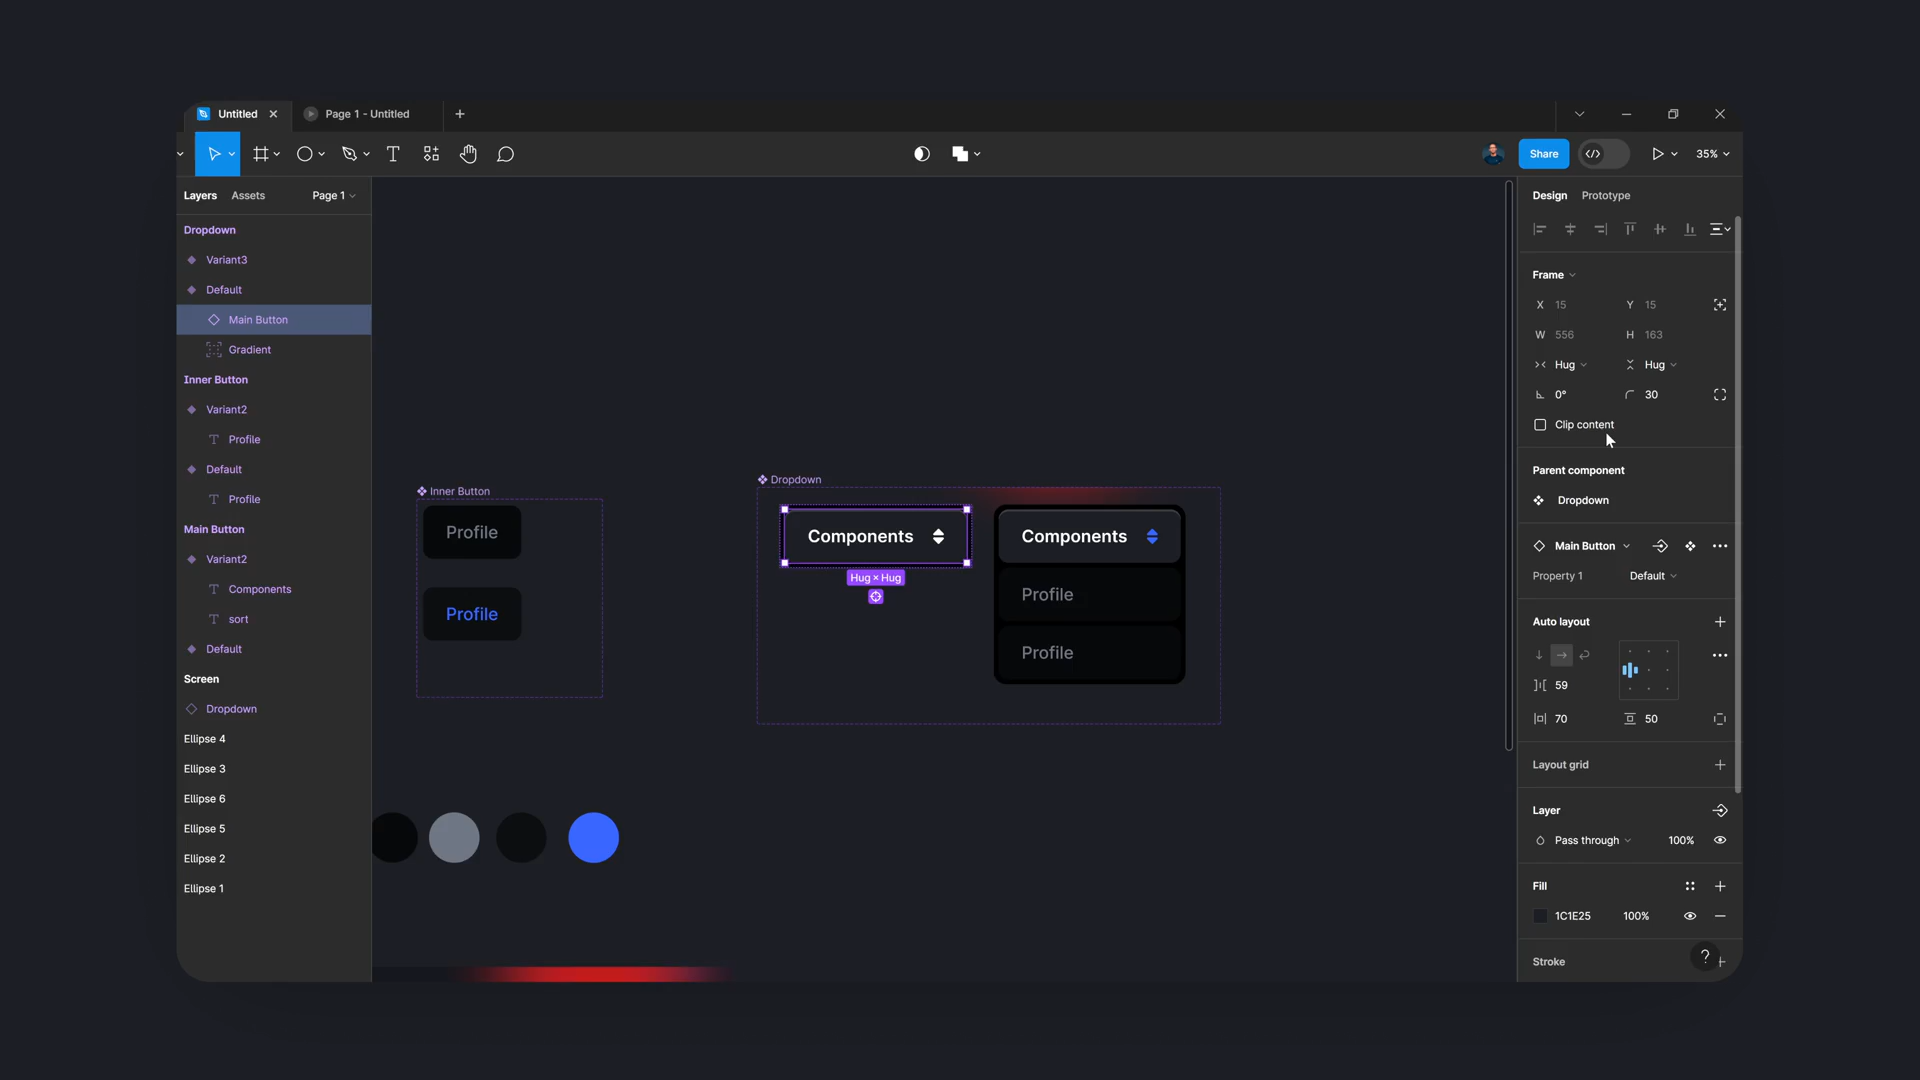 Untitled
Page 1 - Untitled
Share
35%
Layers
Assets
Page 1
Dropdown
Variant3
Default
Main Button
Gradient
Inner Button
Variant2
Profile
Default
Profile
Main Button
Variant2
Components
sort
Default
Screen
Dropdown
Ellipse 4
Ellipse 3
Ellipse 6
Ellipse 5
Ellipse 2
Ellipse 1
Inner Button
Profile
Profile
Dropdown
Components
Hug × Hug
Components
Profile
Profile
Design
Prototype
Frame
X 15
Y 15
W 556
H 163
Hug
Hug
0°
30
Clip content
Parent component
Dropdown
Main Button
Property 1
Default
Auto layout
59
70
50
Layout grid
Layer
Pass through
100%
Fill
1C1E25
100%
Stroke
?